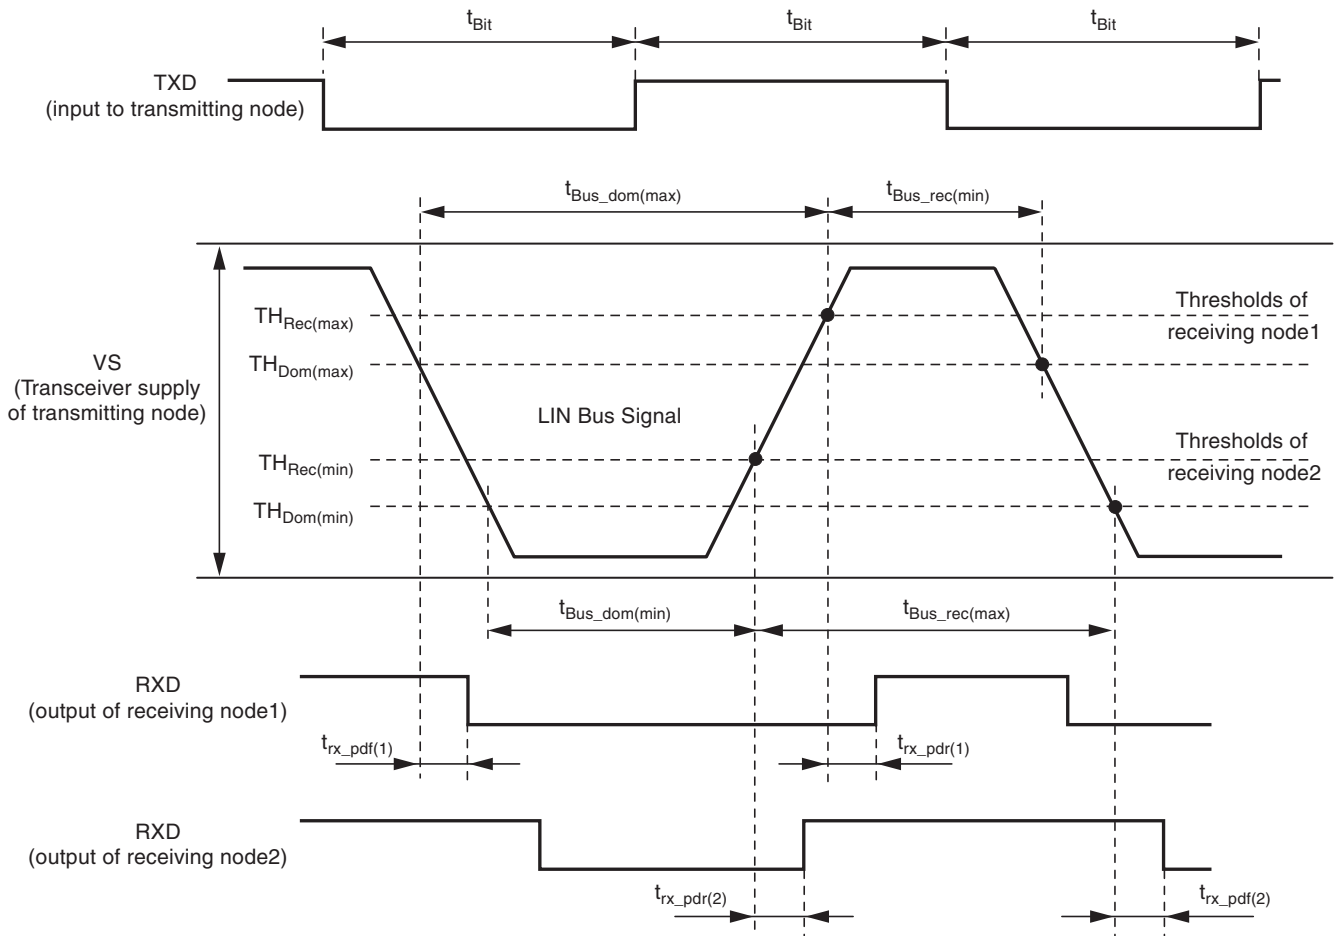 tBit
tBit
tBit
TXD
(input to transmitting node)
tBus_dom(max)
tBus_rec(min)
THRec(max)
Thresholds of
receiving node1
VS
(Transceiver supply
of transmitting node)
THDom(max)
LIN Bus Signal
THRec(min)
Thresholds of
receiving node2
THDom(min)
tBus_dom(min)
tBus_rec(max)
RXD
(output of receiving node1)
trx_pdf(1)
trx_pdr(1)
RXD
(output of receiving node2)
trx_pdr(2)
trx_pdf(2)